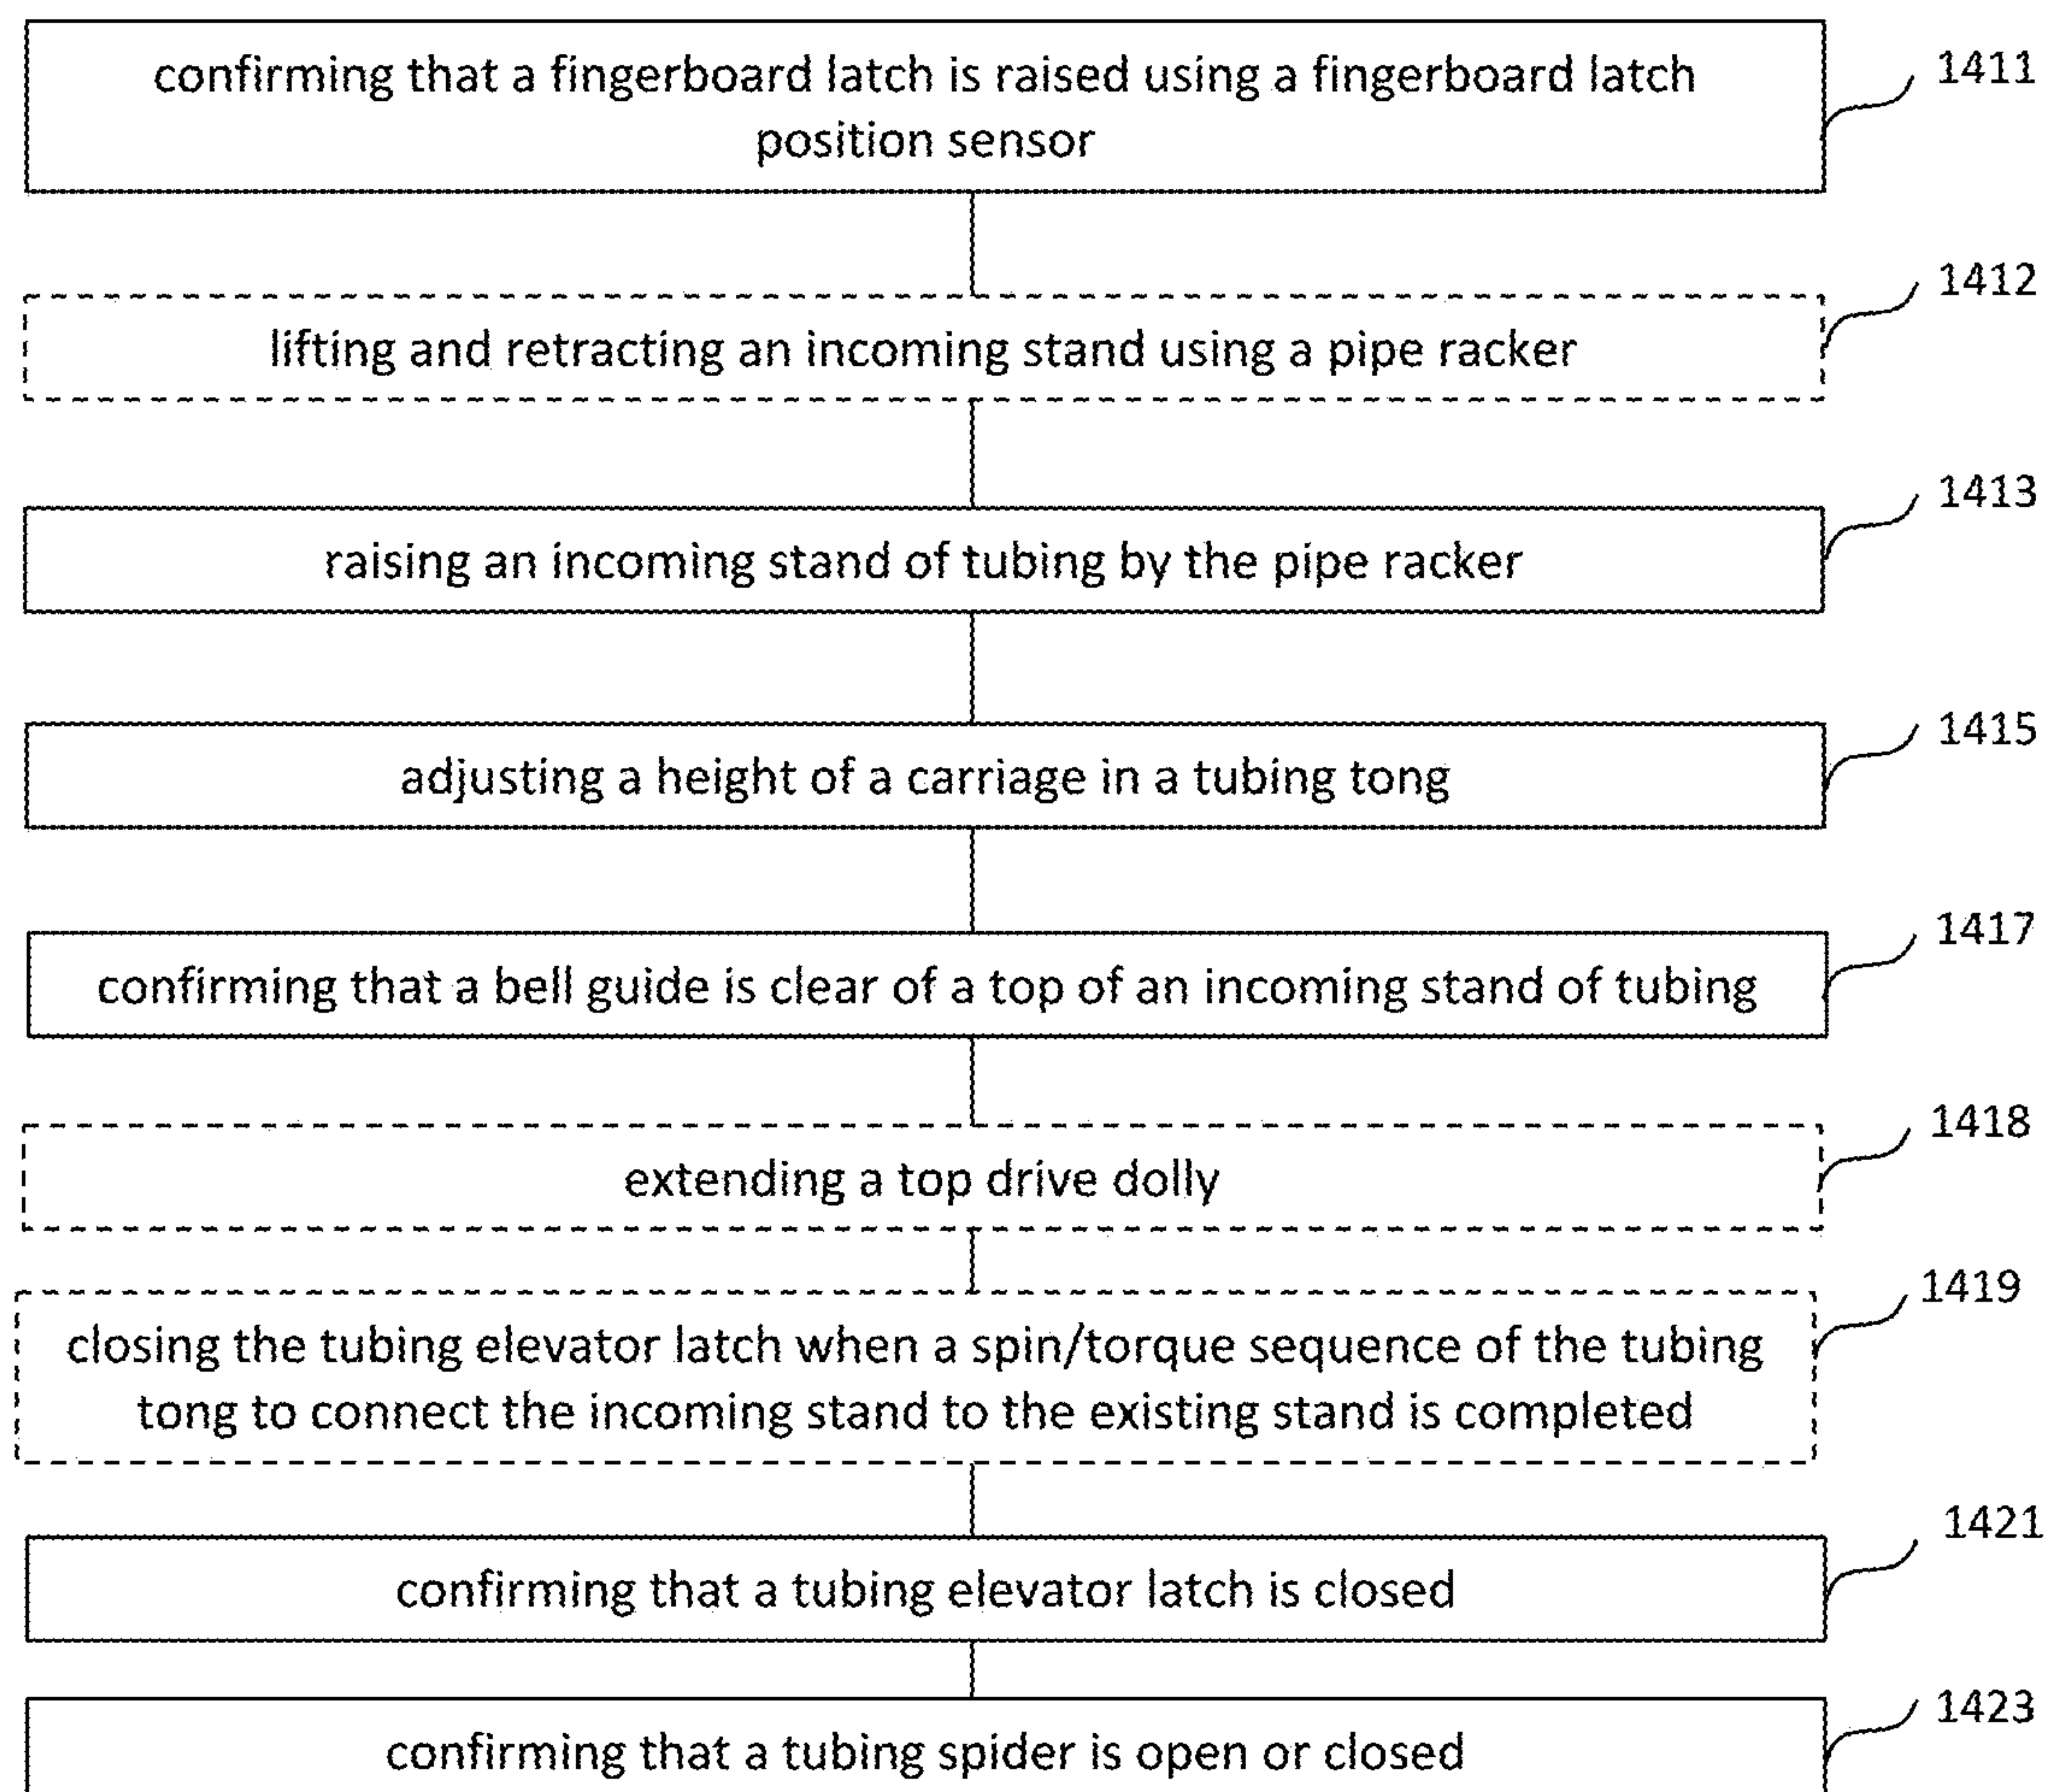 confirming that a fingerboard latch is raised using a fingerboard latch
position sensor
1411
lifting and retracting an incoming stand using a pipe racker
1412
raising an incoming stand of tubing by the pipe racker
1413
adjusting a height of a carriage in a tubing tong
1415
confirming that a bell guide is clear of a top of an incoming stand of tubing
1417
extending a top drive dolly
1418
closing the tubing elevator latch when a spin/torque sequence of the tubing
tong to connect the incoming stand to the existing stand is completed
1419
confirming that a tubing elevator latch is closed
1421
confirming that a tubing spider is open or closed
1423